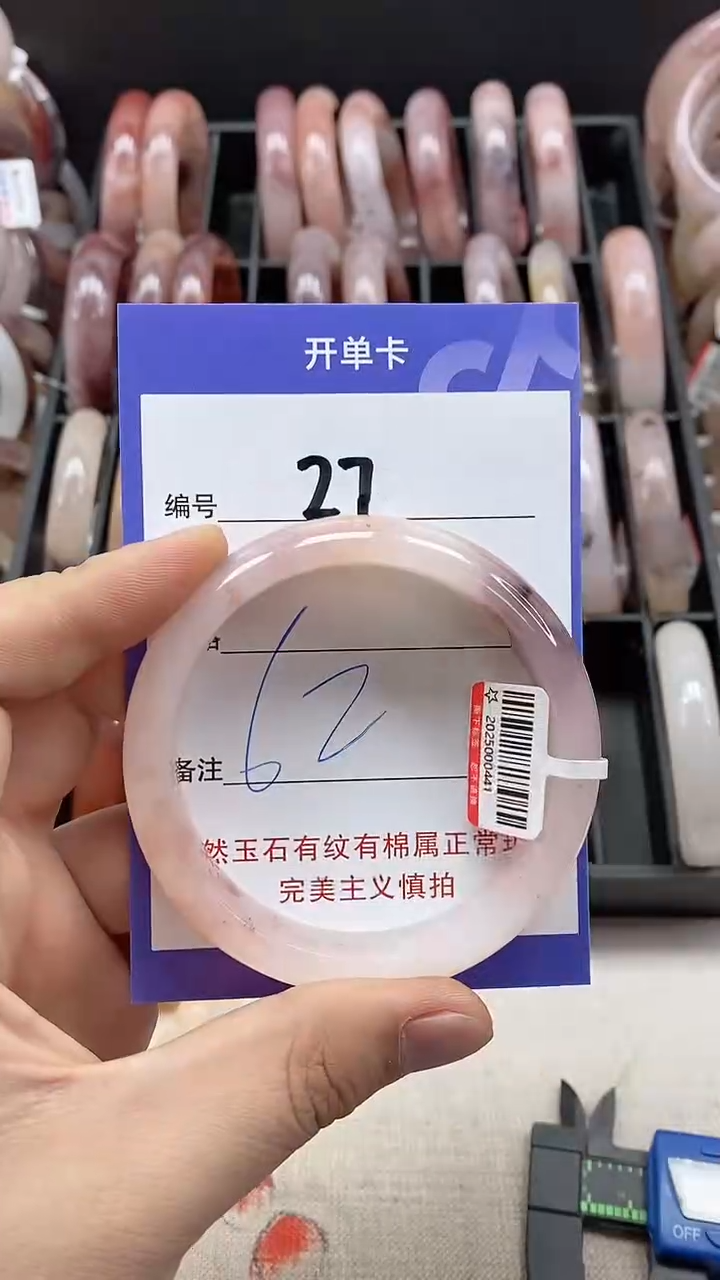 开单卡
编号 27
62
备注
2025000441
然玉石有纹有棉属正常
完美主义慎拍
OFF